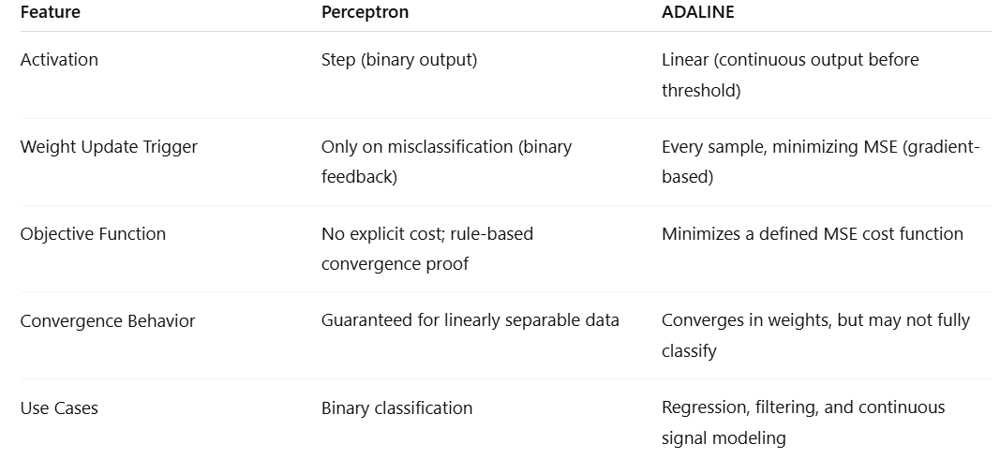 Feature Perceptron ADALINE
Activation Step (binary output) Linear (continuous output before
threshold)
Weight Update Trigger Only on misclassification (binary Every sample, minimizing MSE (gradient-
feedback) based)
Objective Function No explicit cost; rule-based Minimizes a defined MSE cost function
convergence proof
Convergence Behavior Guaranteed for linearly separable data Converges in weights, but may not fully
classify
Use Cases Binary classification Regression, filtering, and continuous
signal modeling